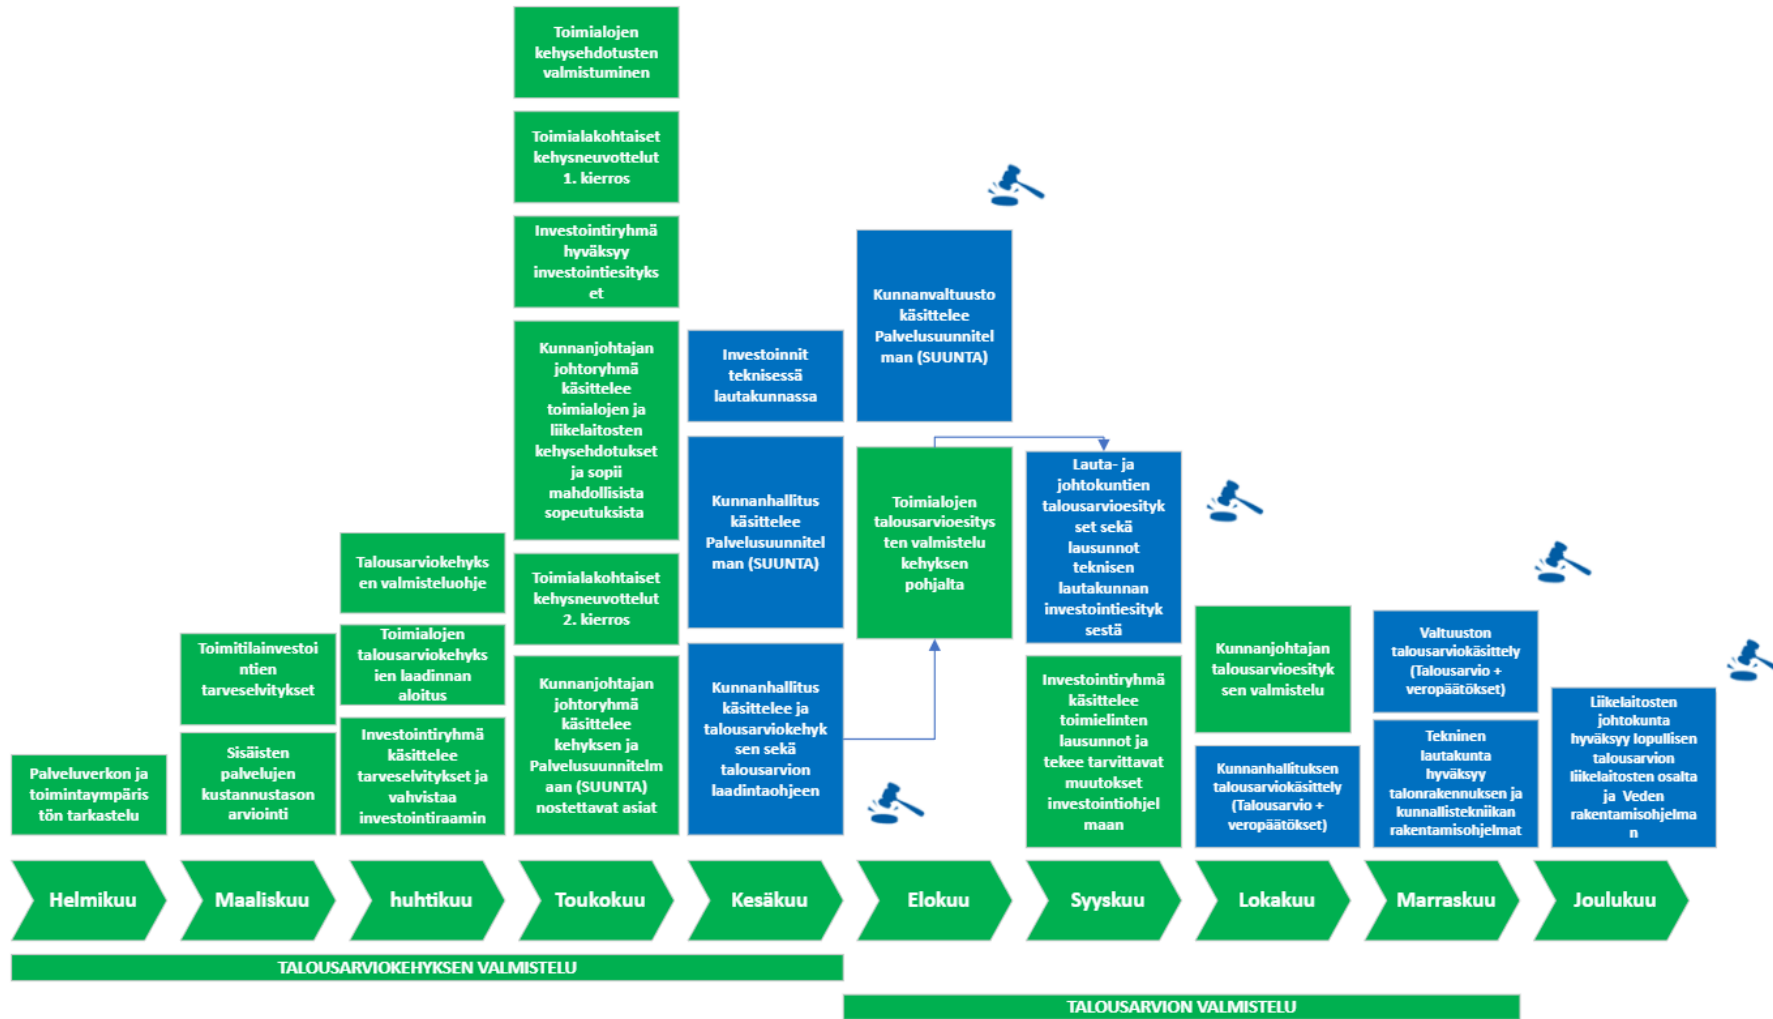 Toimialojen
kehysehdotusten
valmistuminen
Toimialakohtaiset
kehysneuvottelut
1. kierros
Investointiryhmä
hyväksyy
investointiesityks
et
Kunnanjohtajan
johtoryhmä
käsittelee
toimialojen ja
liikelaitosten
kehysehdotukset
ja sopii
mahdollisista
sopeutuksista
Toimialakohtaiset
kehysneuvottelut
2. kierros
Kunnanjohtajan
johtoryhmä
käsittelee
kehyksen ja
Palvelusuunnitelm
aan (SUUNTA)
nostettavat asiat
Palveluverkon ja
toimintaympäris
tön tarkastelu
Toimitilainvestoi
ntien
tarveselvitykset
Sisäisten
palvelujen
kustannustason
arviointi
Talousarviokehyks
en valmisteluohje
Toimialojen
talousarviokehyks
ien laadinnan
aloitus
Investointiryhmä
käsittelee
tarveselvitykset ja
vahvistaa
investointiraamin
Investoinnit
teknisessä
lautakunnassa
Kunnanhallitus
käsittelee
Palvelusuunnitel
man (SUUNTA)
Kunnanhallitus
käsittelee ja
talousarviokehyk
sen sekä
talousarvion
laadintaohjeen
Kunnanvaltuusto
käsittelee
Palvelusuunnitel
man (SUUNTA)
Toimialojen
talousarvioesitys
ten valmistelu
kehyksen
pohjalta
Lauta- ja
johtokuntien
talousarvioesityk
set sekä
lausunnot
teknisen
lautakunnan
investointiesityk
sestä
Investointiryhmä
käsittelee
toimielinten
lausunnot ja
tekee tarvittavat
muutokset
investointiohjel
maan
Kunnanjohtajan
talousarvioesityk
sen valmistelu
Kunnanhallituksen
talousarviokäsittely
(Talousarvio +
veropäätökset)
Valtuuston
talousarviokäsittely
(Talousarvio +
veropäätökset)
Tekninen
lautakunta
hyväksyy
talonrakennuksen ja
kunnallistekniikan
rakentamisohjelmat
Liikelaitosten
johtokunta
hyväksyy lopullisen
talousarvion
liikelaitosten osalta
ja Veden
rakentamisohjelma
n
Helmikuu
Maaliskuu
huhtikuu
Toukokuu
Kesäkuu
Elokuu
Syyskuu
Lokakuu
Marraskuu
Joulukuu
TALOUSARVIOKEHYKSEN VALMISTELU
TALOUSARVION VALMISTELU